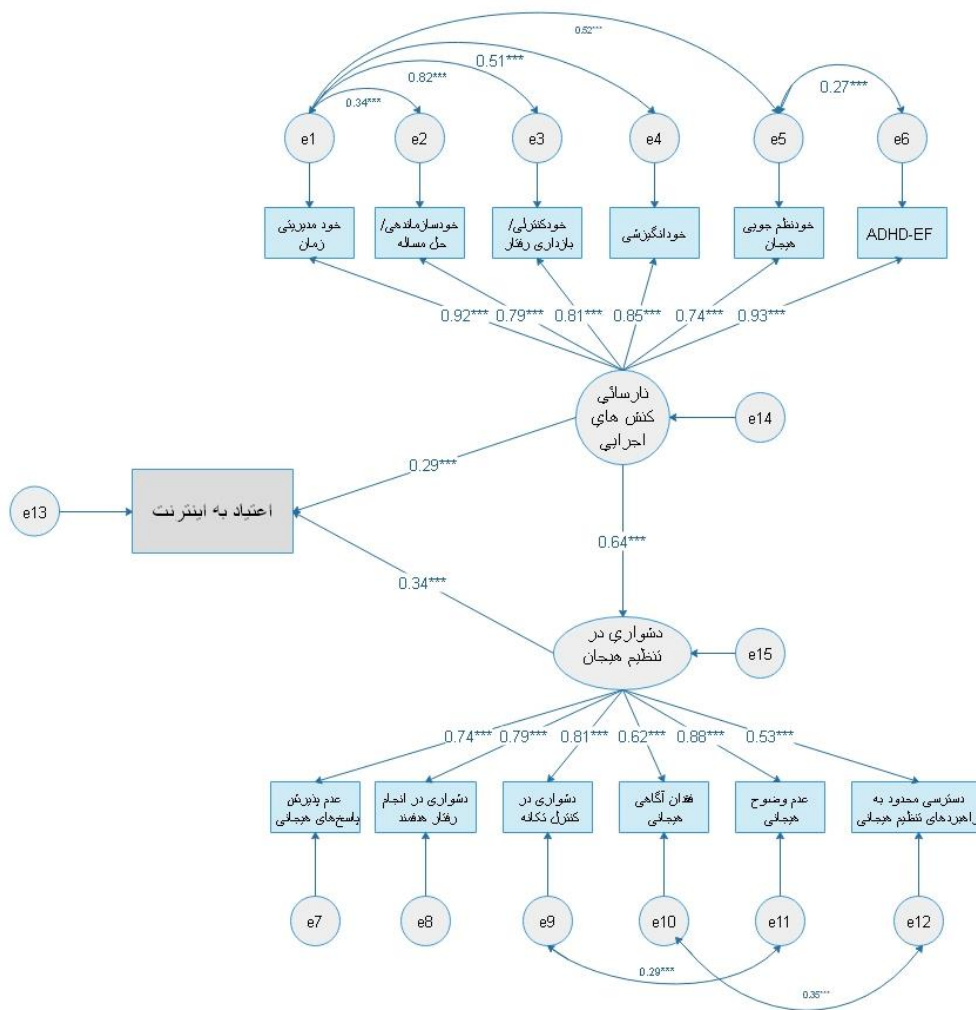 0.52***
0.51***
0.82***
0.34***
0.27***
e1
e2
e3
e4
e5
e6
خود مدیریتی
زمان
خودسازماندهی/
حل مساله
خودکنترلی/
بازداری رفتار
خودانگیزشی
خودنظم جویی
هیجان
ADHD-EF
0.92***
0.79***
0.81***
0.85***
0.74***
0.93***
نارسائي
کنش هاي
اجرايي
e14
0.29***
e13
اعتیاد به اینترنت
0.64***
0.34***
دشواري در
تنظیم هیجان
e15
0.74***
0.79***
0.81***
0.62***
0.88***
0.53***
عدم پذیرش
پاسخ‌های هیجانی
دشواری در انجام
رفتار هدفمند
دشواری در
کنترل تکانه
فقدان آگاهی
هیجانی
عدم وضوح
هیجانی
دسترسی محدود به
راهبردهای تنظیم هیجانی
e7
e8
e9
e10
e11
e12
0.29***
0.35***